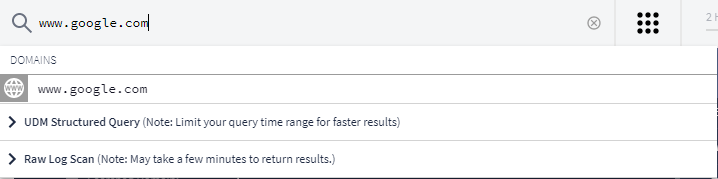 www.google.com
2 H
DOMAINS
www.google.com
UDM Structured Query (Note: Limit your query time range for faster results)
Raw Log Scan (Note: May take a few minutes to return results.)